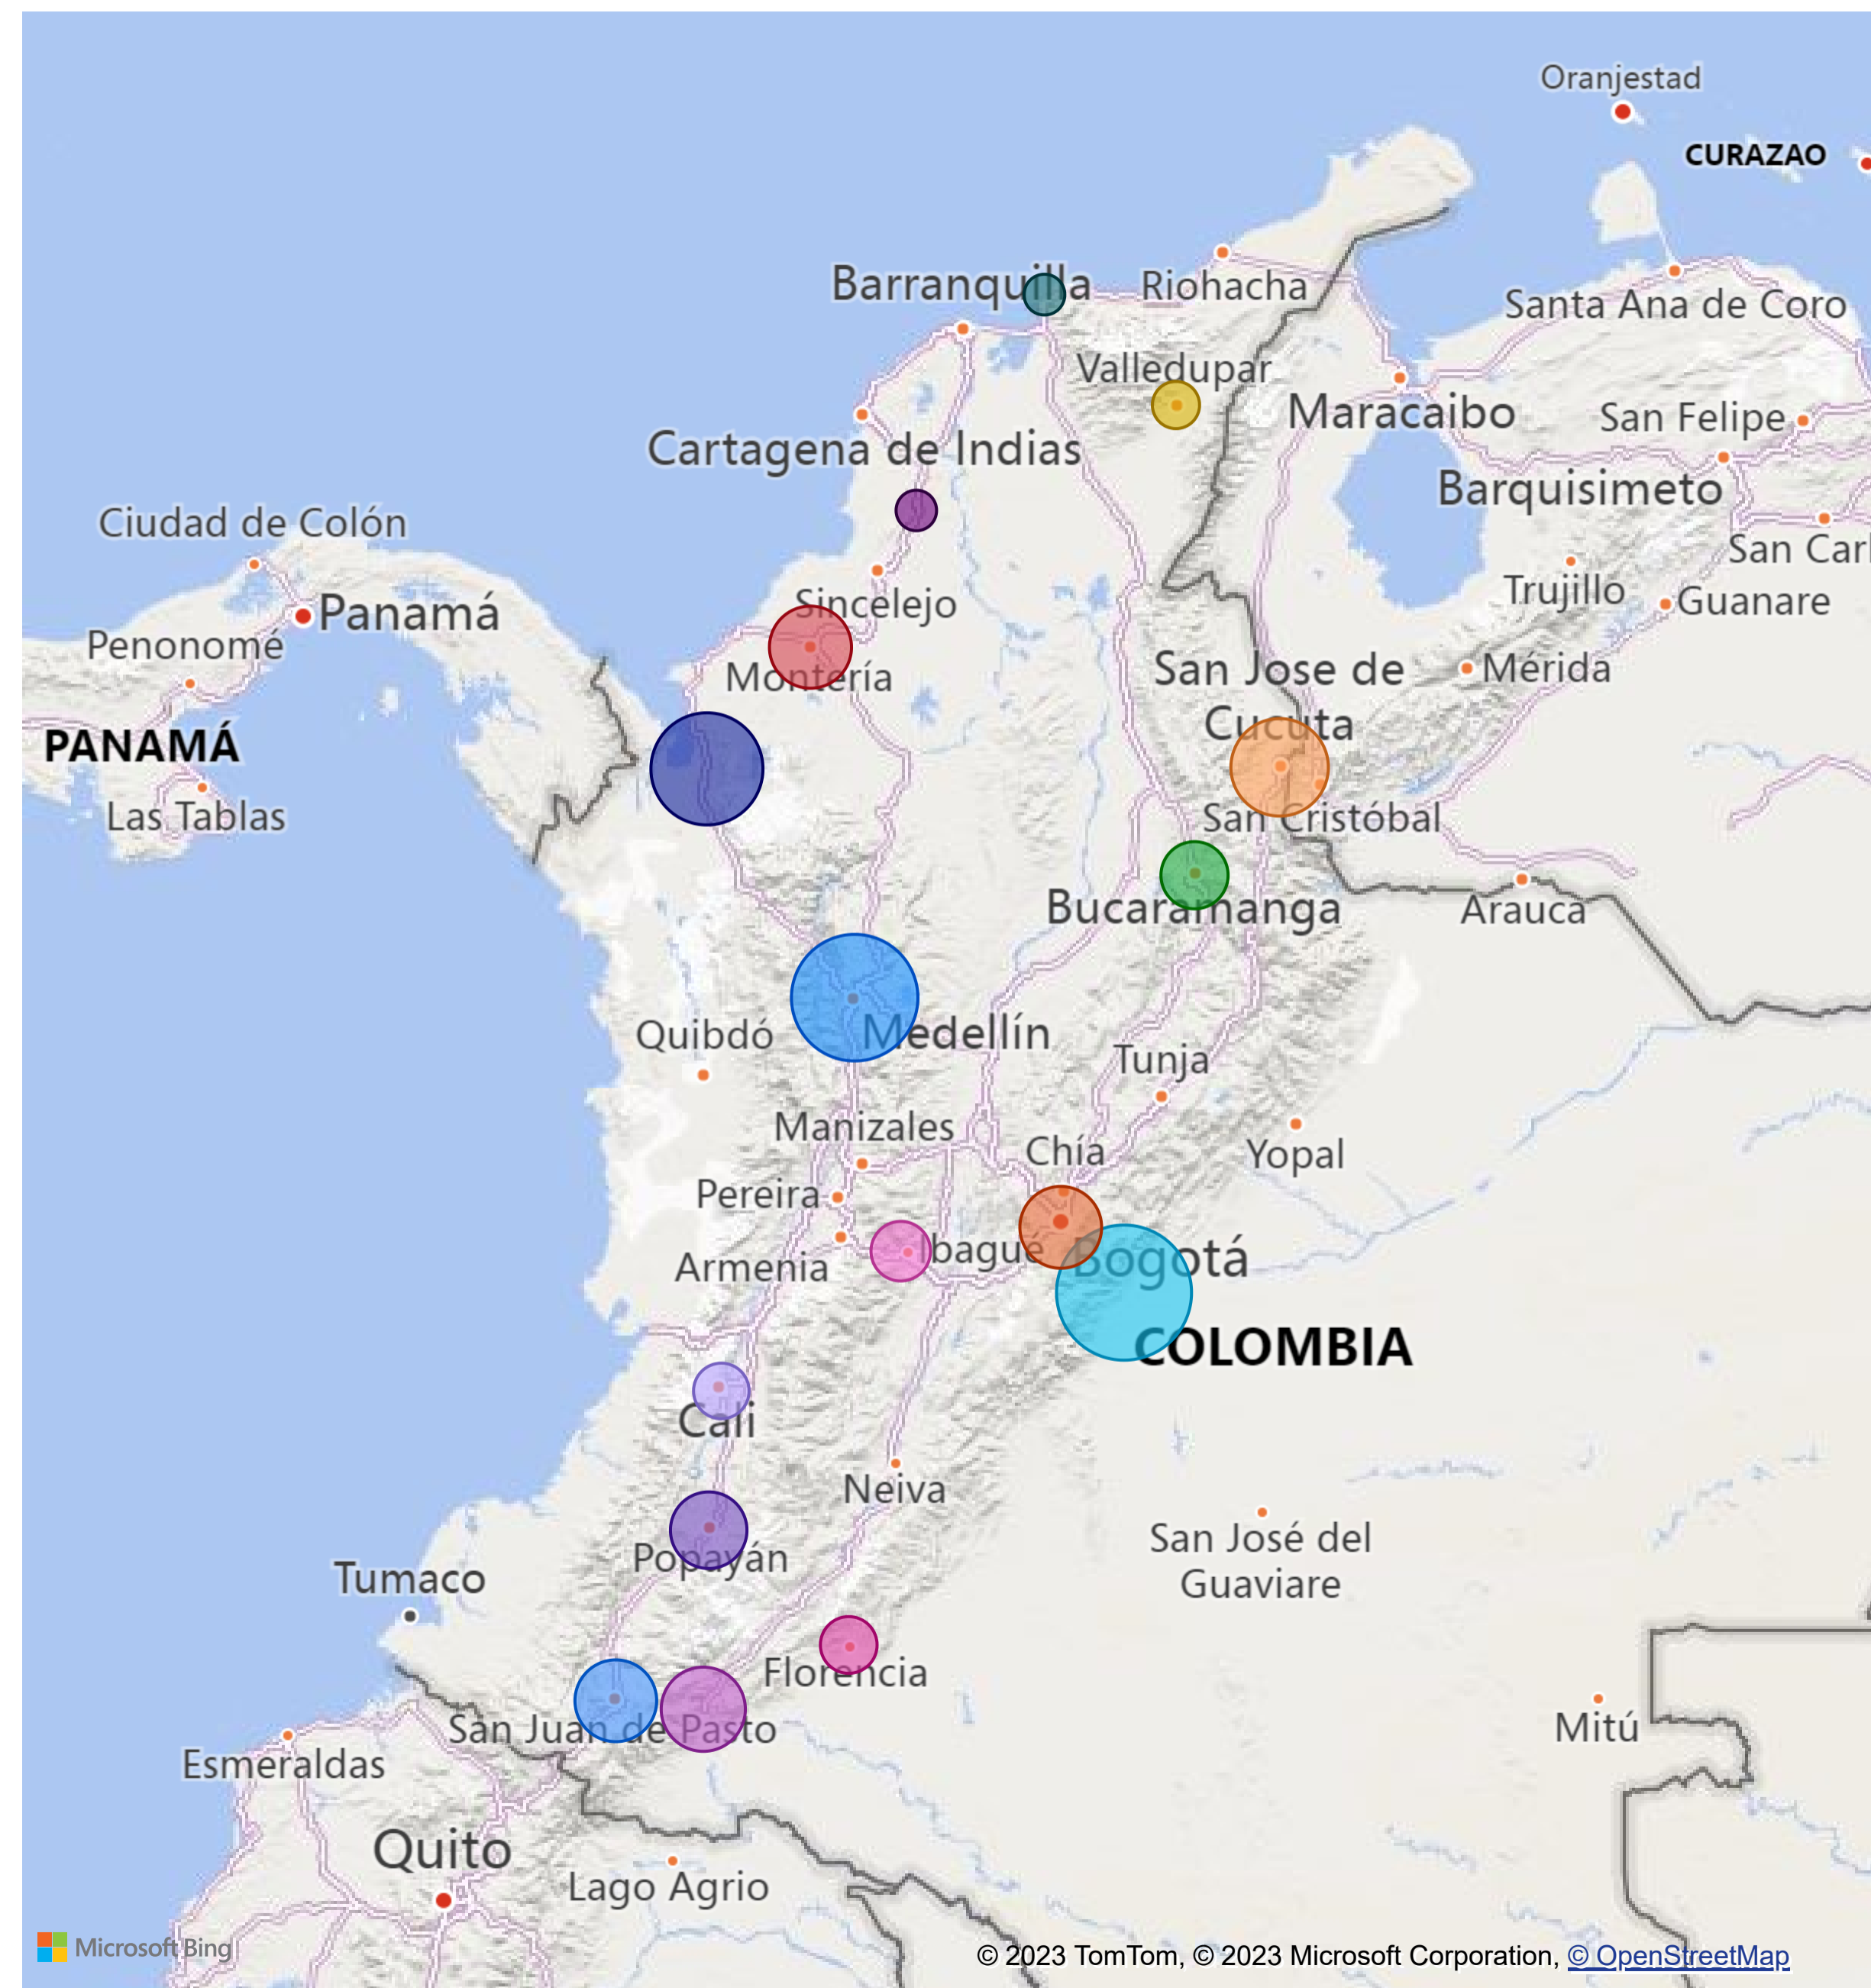 Oranjestad
CURAZAO
Barranquilla
Riohacha
Santa Ana de Coro
Valledupar
Maracaibo
San Felipe
Cartagena de Indias
Barquisimeto
Ciudad de Colón
San Carl
Trujillo
Guanare
Sincelejo
Panamá
Penonomé
Montería
San Jose de
Cucuta
Mérida
PANAMÁ
Las Tablas
San Cristóbal
Bucaramanga
Arauca
Quibdó
Medellín
Tunja
Manizales
Chía
Yopal
Pereira
Ibagué
Bogotá
Armenia
COLOMBIA
Cali
Neiva
San José del
Guaviare
Popayán
Tumaco
Florencia
San Juan de Pasto
Mitú
Esmeraldas
Quito
Lago Agrio
Microsoft Bing
© 2023 TomTom, © 2023 Microsoft Corporation, © OpenStreetMap